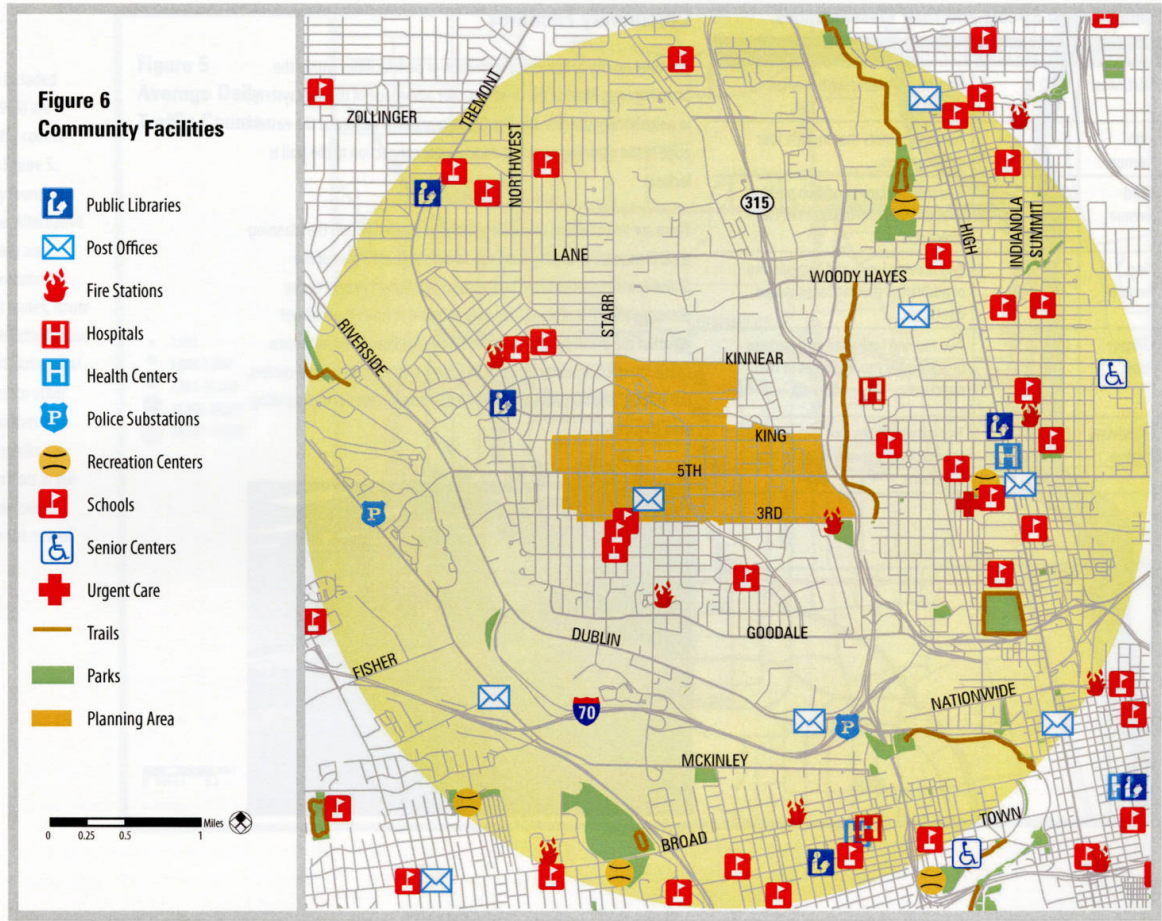 Figure 6
Community Facilities
Public Libraries
Post Offices
Fire Stations
H Hospitals
H Health Centers
P Police Substations
Recreation Centers
Schools
Senior Centers
Urgent Care
Trails
Parks
Planning Area
0 0.25 0.5 1 Miles
ZOLLINGER
TREMONT
NORTHWEST
315
HIGH
INDIANOLA
SUMMIT
LANE
WOODY HAYES
STARR
RIVERSIDE
KINNEAR
H
KING
5TH
H
P
3RD
DUBLIN
GOODALE
FISHER
70
NATIONWIDE
P
MCKINLEY
H
BROAD
H
H
TOWN